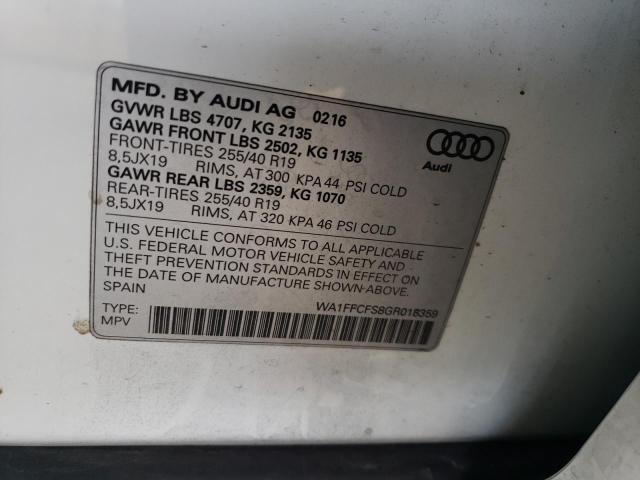 MFD. BY AUDI AG 0216
GVWR LBS 4707, KG 2135
GAWR FRONT LBS 2502, KG 1135
FRONT-TIRES 255/40 R19
8,5JX19 RIMS, AT 300 KPA 44 PSI COLD
GAWR REAR LBS 2359, KG 1070
REAR-TIRES 255/40 R19
8,5JX19 RIMS, AT 320 KPA 46 PSI COLD
Audi
THIS VEHICLE CONFORMS TO ALL APPLICABLE
U.S. FEDERAL MOTOR VEHICLE SAFETY AND
THEFT PREVENTION STANDARDS IN EFFECT ON
THE DATE OF MANUFACTURE SHOWN ABOVE.
SPAIN
WA1FFCFS8GR018359
TYPE:
MPV